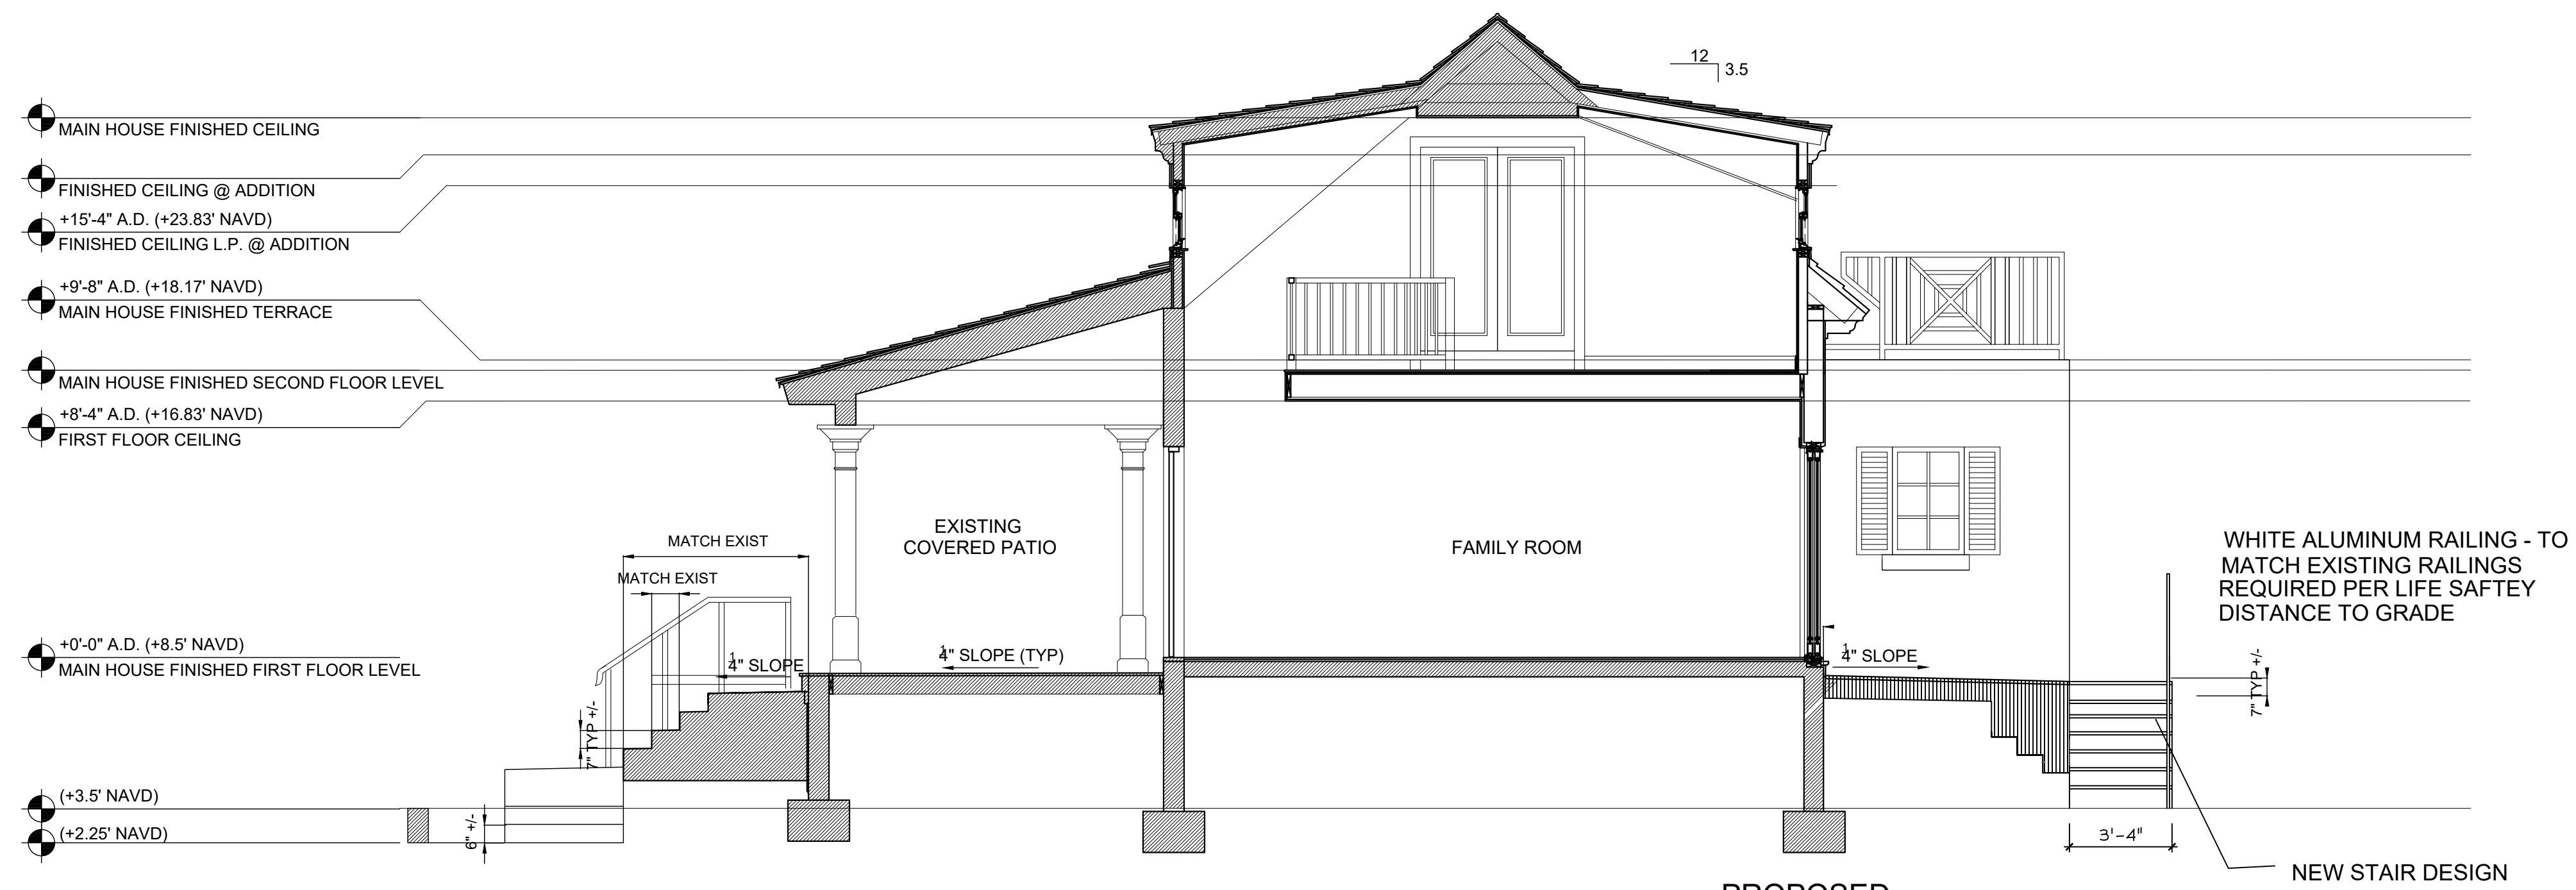 12
3.5
MAIN HOUSE FINISHED CEILING
FINISHED CEILING @ ADDITION
+15'-4" A.D. (+23.83' NAVD)
FINISHED CEILING L.P. @ ADDITION
+9'-8" A.D. (+18.17' NAVD)
MAIN HOUSE FINISHED TERRACE
MAIN HOUSE FINISHED SECOND FLOOR LEVEL
+8'-4" A.D. (+16.83' NAVD)
FIRST FLOOR CEILING
EXISTING
COVERED PATIO
FAMILY ROOM
MATCH EXIST
MATCH EXIST
WHITE ALUMINUM RAILING - TO
MATCH EXISTING RAILINGS
REQUIRED PER LIFE SAFTEY
DISTANCE TO GRADE
+0'-0" A.D. (+8.5' NAVD)
MAIN HOUSE FINISHED FIRST FLOOR LEVEL
1/4" SLOPE
1/4" SLOPE (TYP)
1/4" SLOPE
7" TYP +/-
7" TYP +/-
(+3.5' NAVD)
(+2.25' NAVD)
6" +/-
3'-4"
NEW STAIR DESIGN
PROPOSED